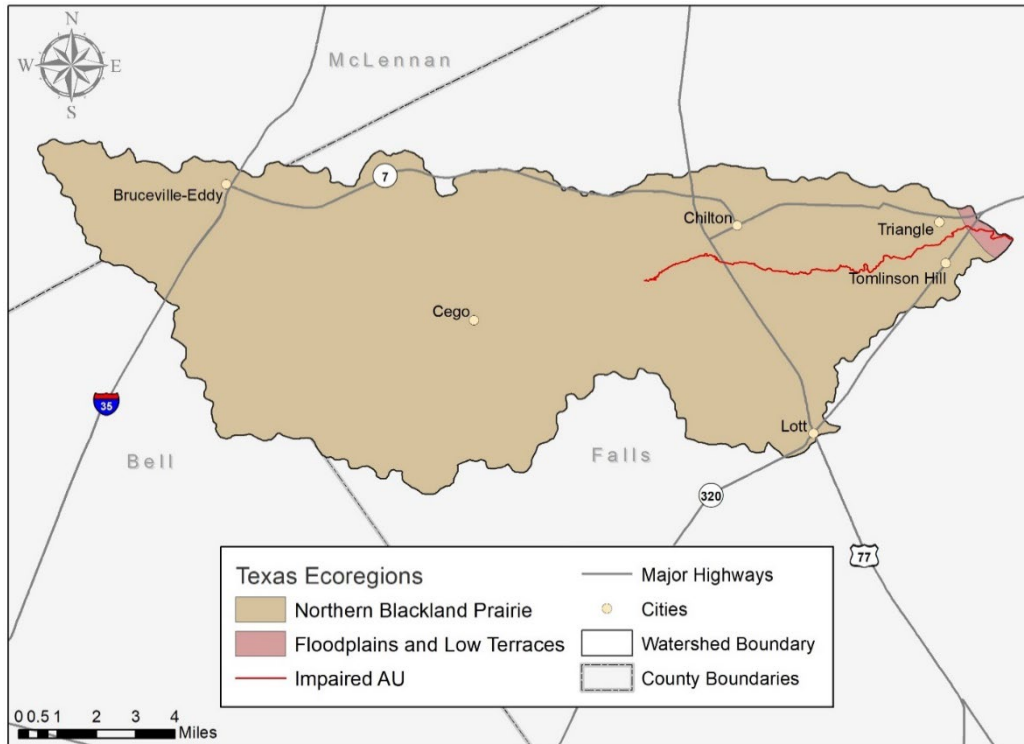 N
W E
S
McLennan
7
Bruceville-Eddy
Chilton
Triangle
Tomlinson Hill
Cego
35
Lott
Bell
Falls
320
77
Texas Ecoregions
Northern Blackland Prairie
Floodplains and Low Terraces
Impaired AU
Major Highways
Cities
Watershed Boundary
County Boundaries
0 0.5 1 2 3 4
Miles